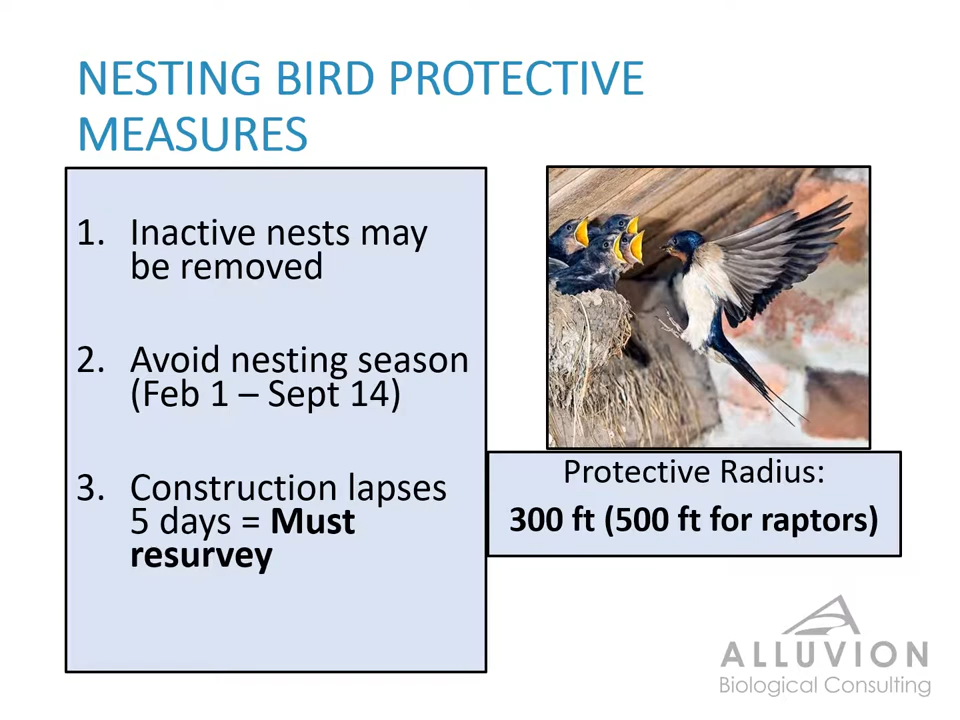 NESTING BIRD PROTECTIVE
MEASURES
1. Inactive nests may
be removed
2. Avoid nesting season
(Feb 1 – Sept 14)
3. Construction lapses
5 days = Must
resurvey
Protective Radius:
300 ft (500 ft for raptors)
ALLUVION
Biological Consulting